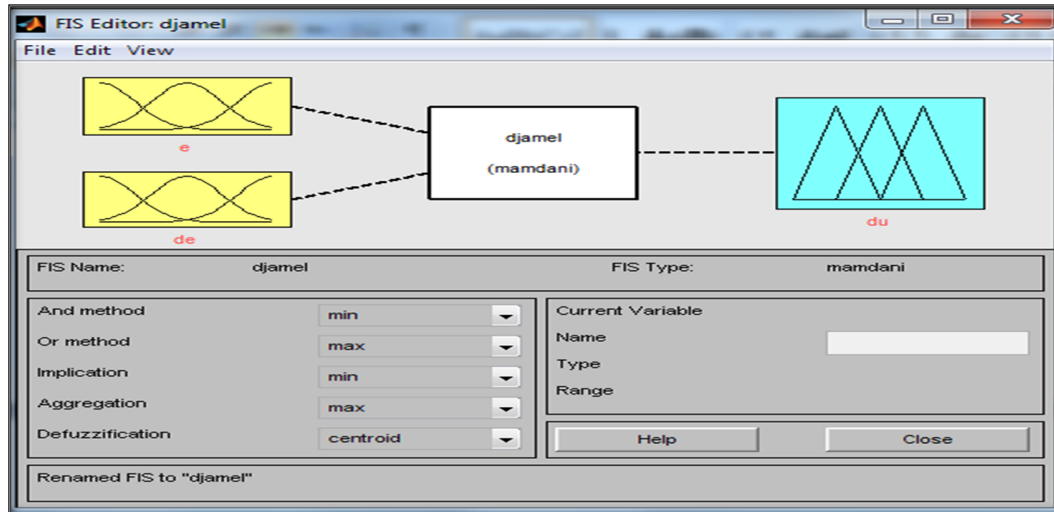 FIS Editor: djamel
File Edit View
e
de
djamel
(mamdani)
du
FIS Name: djamel
FIS Type: mamdani
And method min
Or method max
Implication min
Aggregation max
Defuzzification centroid
Current Variable
Name
Type
Range
Help Close
Renamed FIS to "djamel"